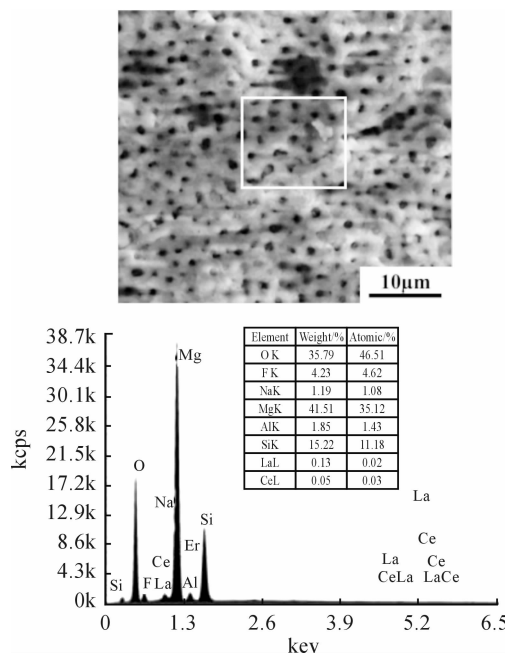 10µm
38.7k
34.4k
30.1k
25.8k
21.5k
17.2k
12.9k
8.6k
4.3k
0k
kcps
Mg
O
Na
Si
Er
Ce
Si
F
La
Al
La
Ce
La
Ce
CeLa
LaCe
Element Weight/% Atomic/%
O K 35.79 46.51
F K 4.23 4.62
NaK 1.19 1.08
MgK 41.51 35.12
AlK 1.85 1.43
SiK 15.22 11.18
LaL 0.13 0.02
CeL 0.05 0.03
0 1.3 2.6 3.9 5.2 6.5
kev